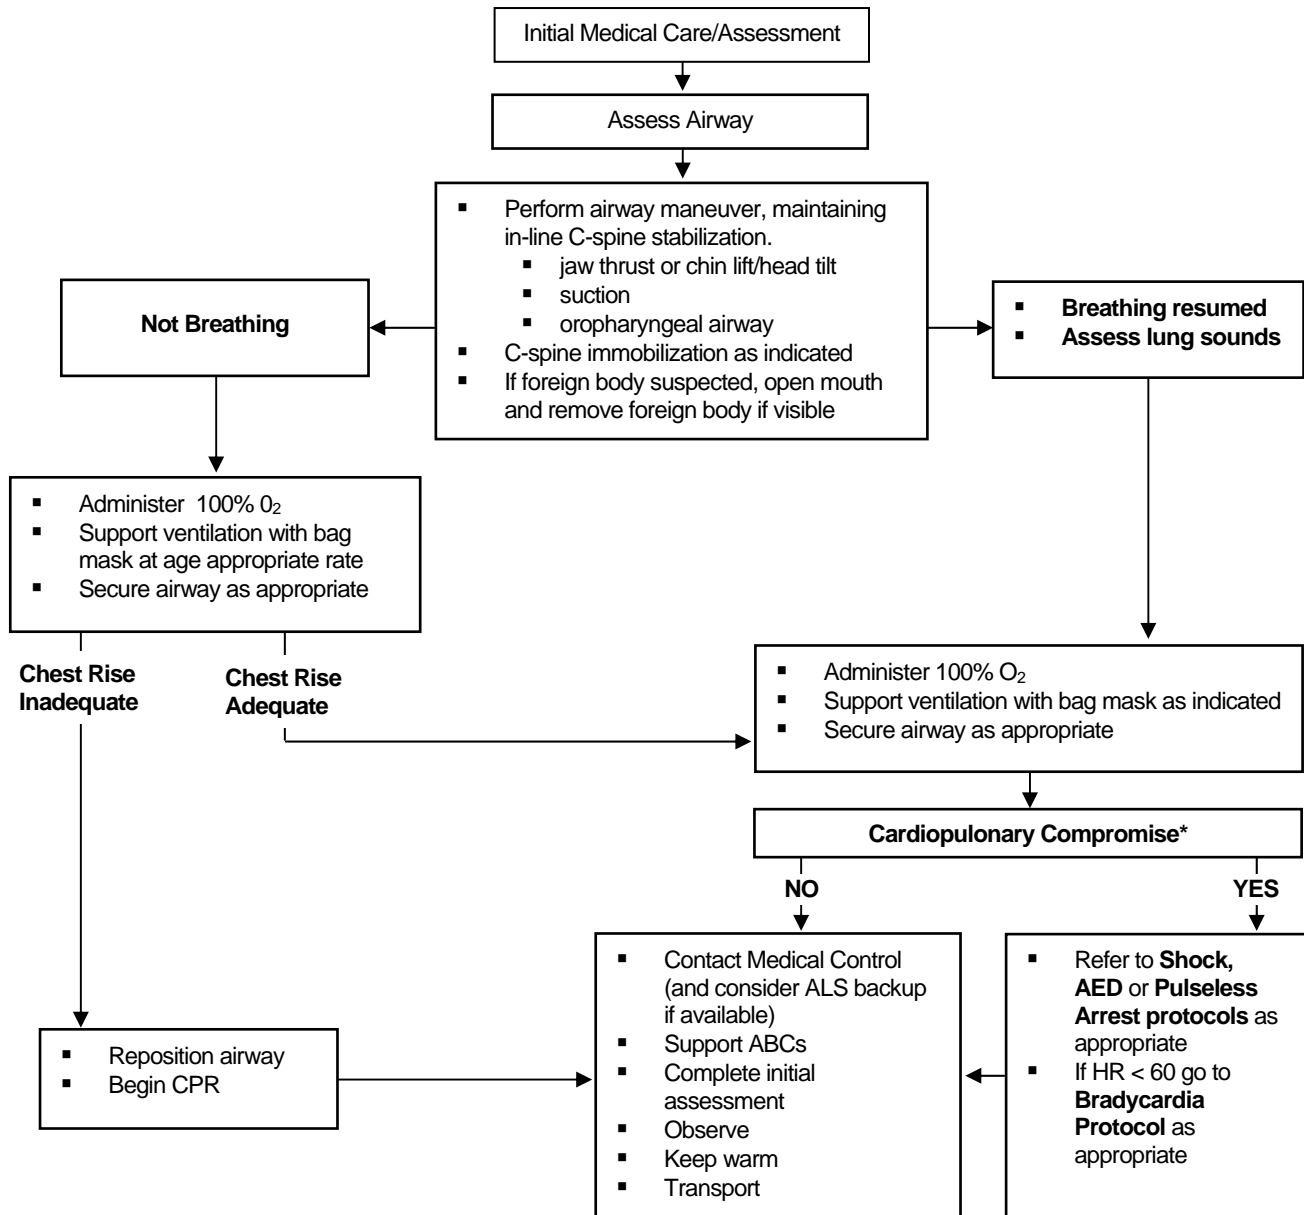 Initial Medical Care/Assessment
Assess Airway
▪ Perform airway maneuver, maintaining
in-line C-spine stabilization.
▪ jaw thrust or chin lift/head tilt
▪ suction
▪ oropharyngeal airway
▪ C-spine immobilization as indicated
▪ If foreign body suspected, open mouth
and remove foreign body if visible
Not Breathing
▪ Breathing resumed
▪ Assess lung sounds
▪ Administer 100% 0₂
▪ Support ventilation with bag
mask at age appropriate rate
▪ Secure airway as appropriate
Chest Rise
Inadequate
Chest Rise
Adequate
▪ Administer 100% O₂
▪ Support ventilation with bag mask as indicated
▪ Secure airway as appropriate
Cardiopulonary Compromise*
NO
YES
▪ Reposition airway
▪ Begin CPR
▪ Contact Medical Control
(and consider ALS backup
if available)
▪ Support ABCs
▪ Complete initial
assessment
▪ Observe
▪ Keep warm
▪ Transport
▪ Refer to Shock,
AED or Pulseless
Arrest protocols as
appropriate
▪ If HR < 60 go to
Bradycardia
Protocol as
appropriate